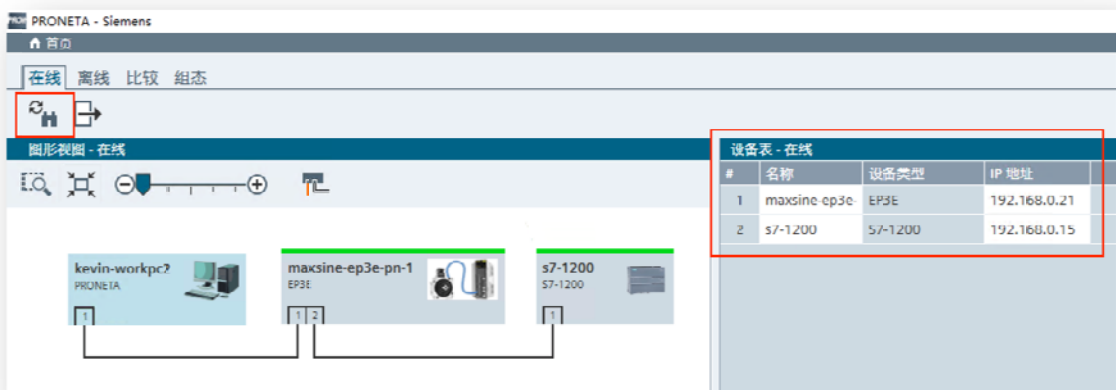 PRONETA - Siemens
首页
在线 离线 比较 组态
图形视图 - 在线
设备表 - 在线
# 名称 设备类型 IP 地址
1 maxsine-ep3e- EP3E 192.168.0.21
2 s7-1200 S7-1200 192.168.0.15
kevin-workpc2
PRONETA
1
maxsine-ep3e-pn-1
EP3E
1 2
s7-1200
S7-1200
1